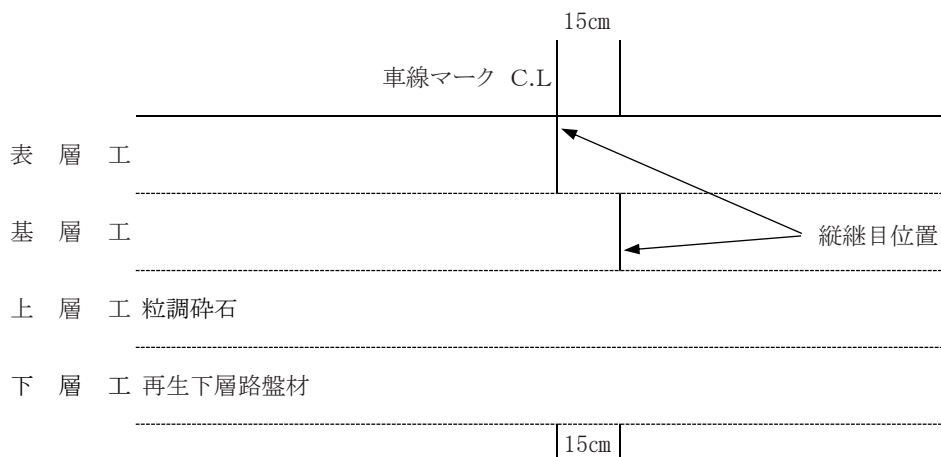 15㎝
車線マーク C.L
表 層 工
基 層 工
縦継目位置
上 層 工 粒調砕石
下 層 工 再生下層路盤材
15㎝